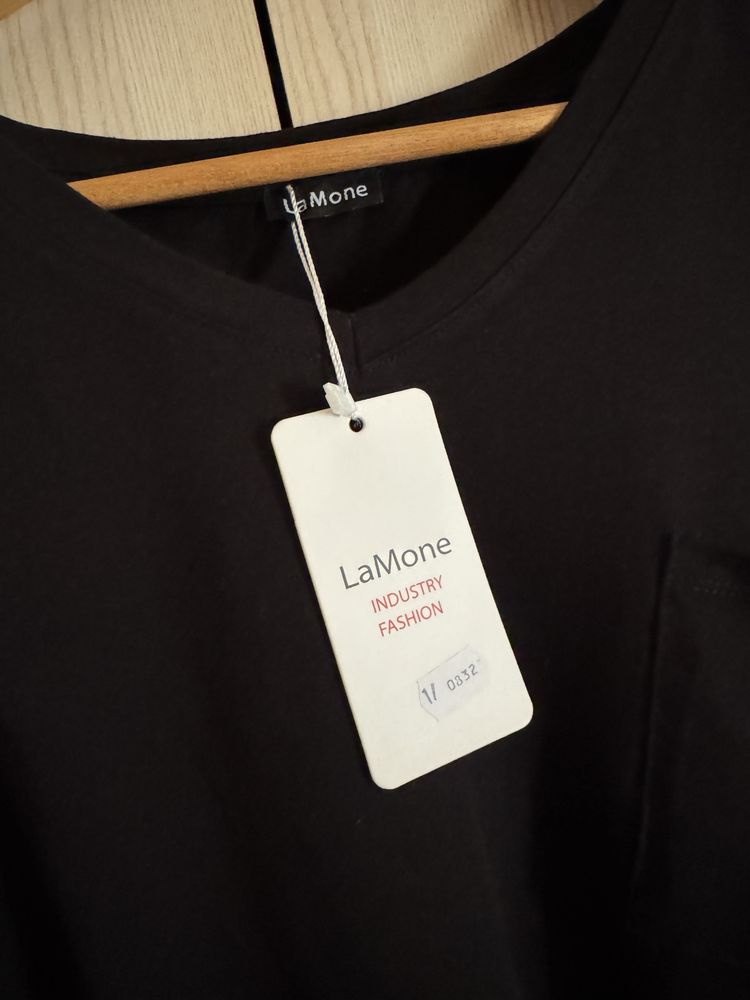 LaMone
LaMone
INDUSTRY
FASHION
1/ 0832